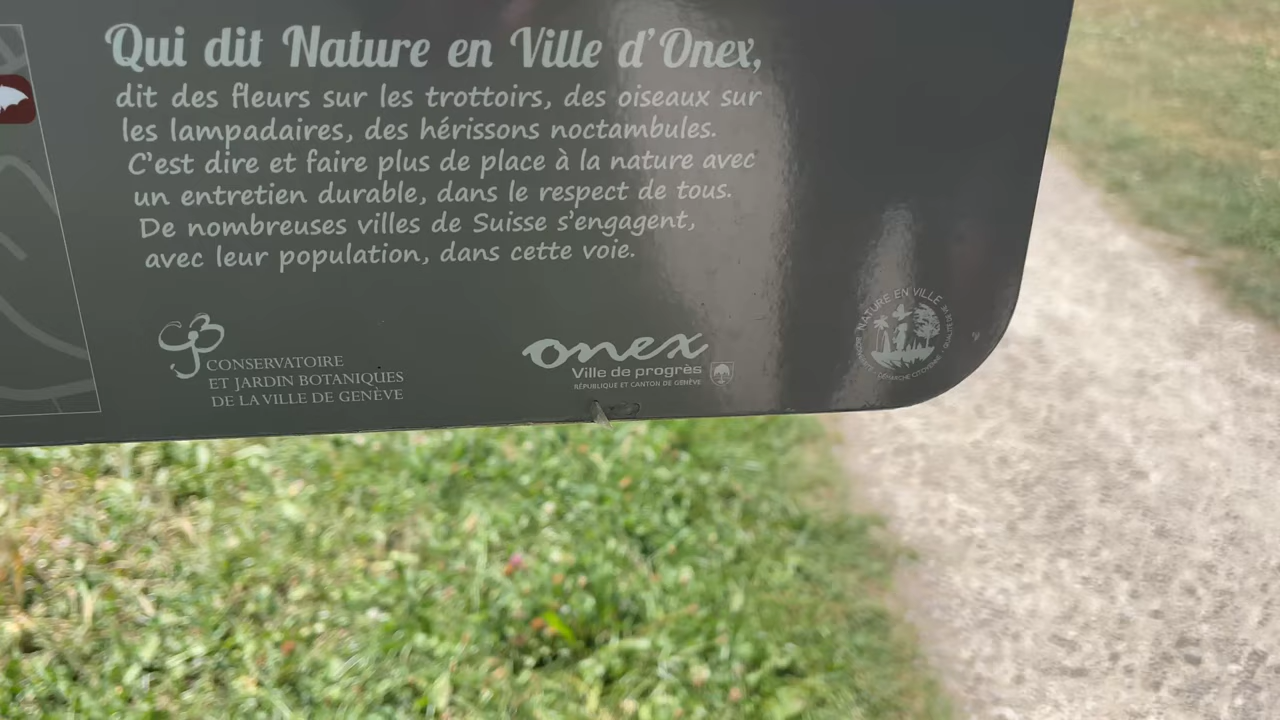 Qui dit Nature en Ville d'Onex,
dit des fleurs sur les trottoirs, des oiseaux sur
les lampadaires, des hérissons noctambules.
C'est dire et faire plus de place à la nature avec
un entretien durable, dans le respect de tous.
De nombreuses villes de Suisse s'engagent,
avec leur population, dans cette voie.
CJB
CONSERVATOIRE
ET JARDIN BOTANIQUES
DE LA VILLE DE GENÈVE
onex
Ville de progrès
RÉPUBLIQUE ET CANTON DE GENÈVE
NATURE EN VILLE
DÉMARCHE CITOYENNE